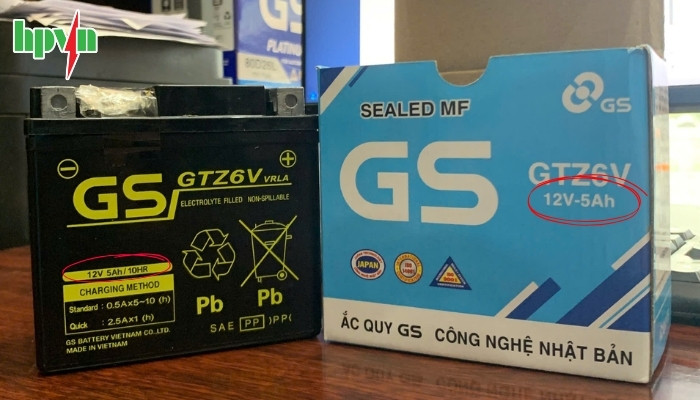 hpvn
PLATINUM
GS
GTZ6V VRLA
ELECTROLYTE FILLED NON-SPILLABLE
12V 5Ah/10HR
CHARGING METHOD
Standard : 0.5Ax5~10 (h)
Quick : 2.5Ax1 (h)
GS BATTERY VIETNAM CO.,LTD.
MADE IN VIETNAM
Pb
Pb
SAE PP >PP<
SEALED MF
GS
GS
GTZ6V
12V-5Ah
JAPAN
ẮC QUY GS CÔNG NGHỆ NHẬT BẢN